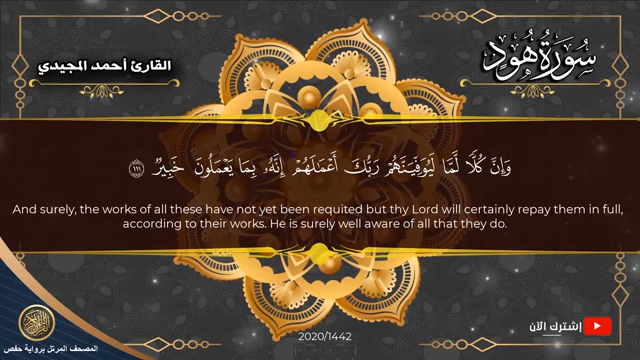 القارئ أحمد المجيدي
سورة هود
وَإِنَّ كُلًّا لَّمَّا لَيُوَفِّيَنَّهُمْ رَبُّكَ أَعْمَٰلَهُمْ إِنَّهُۥ بِمَا يَعْمَلُونَ خَبِيرٌ ١١١
And surely, the works of all these have not yet been requited but thy Lord will certainly repay them in full,
according to their works. He is surely well aware of all that they do.
إشترك الآن
2020/1442
المصحف المرتل برواية حفص